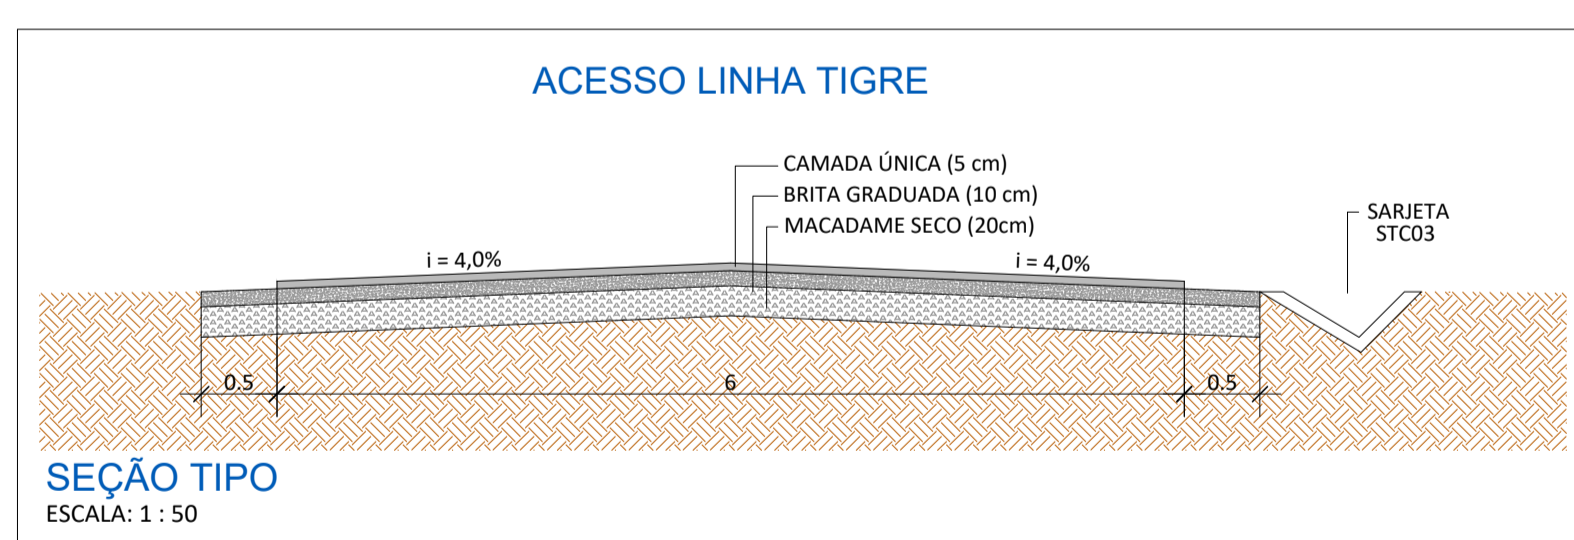 ACESSO LINHA TIGRE
CAMADA ÚNICA (5 cm)
BRITA GRADUADA (10 cm)
MACADAME SECO (20cm)
SARJETA
STC03
i = 4,0%
i = 4,0%
0.5
6
0.5
SEÇÃO TIPO
ESCALA: 1 : 50